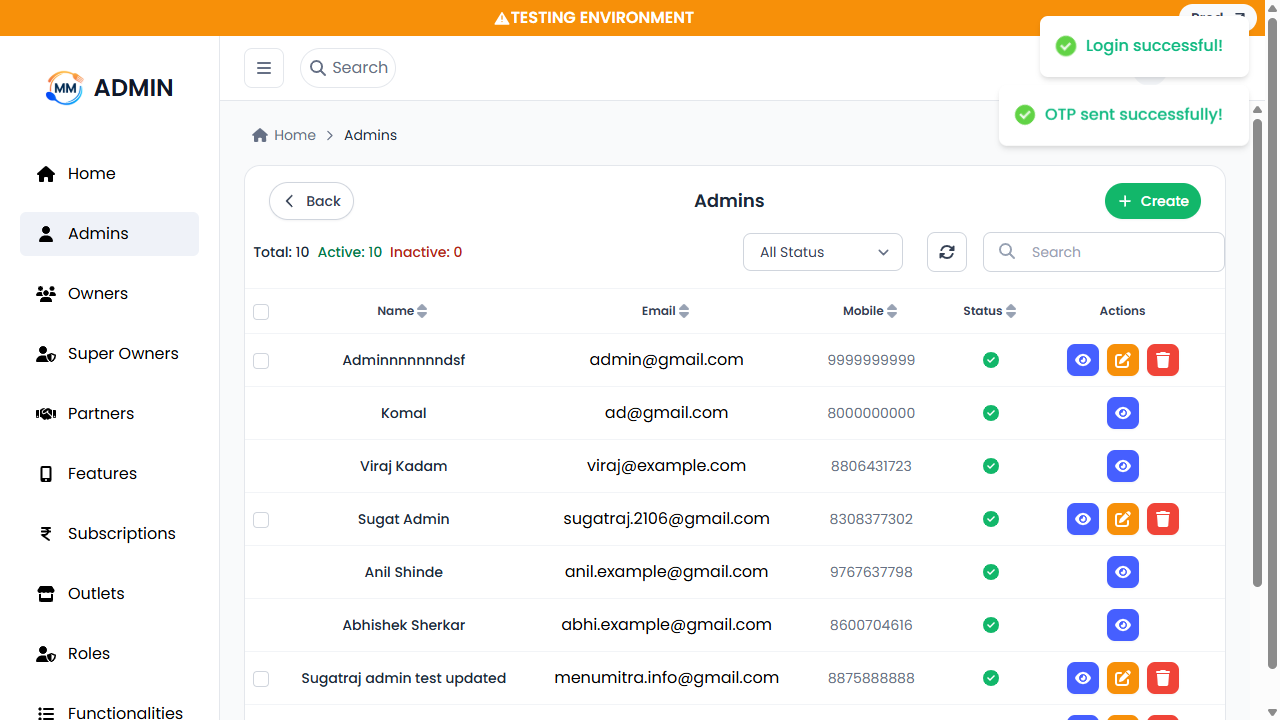 TESTING ENVIRONMENT
Login successful!
OTP sent successfully!
MM ADMIN
Search
Home
Admins
Owners
Super Owners
Partners
Features
Subscriptions
Outlets
Roles
Functionalities
Home > Admins
Back
Admins
+ Create
Total: 10 Active: 10 Inactive: 0
All Status
Search
Name Email Mobile Status Actions
Adminnnnnnndsf admin@gmail.com 9999999999
Komal ad@gmail.com 8000000000
Viraj Kadam viraj@example.com 8806431723
Sugat Admin sugatraj.2106@gmail.com 8308377302
Anil Shinde anil.example@gmail.com 9767637798
Abhishek Sherkar abhi.example@gmail.com 8600704616
Sugatraj admin test updated menumitra.info@gmail.com 8875888888